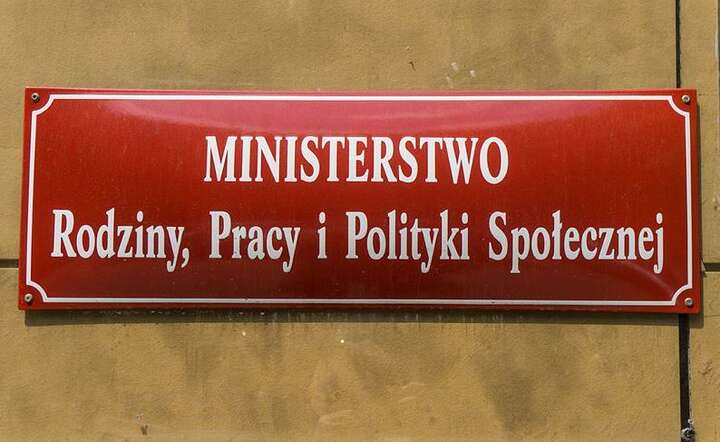 MINISTERSTWO
Rodziny, Pracy i Polityki Społecznej